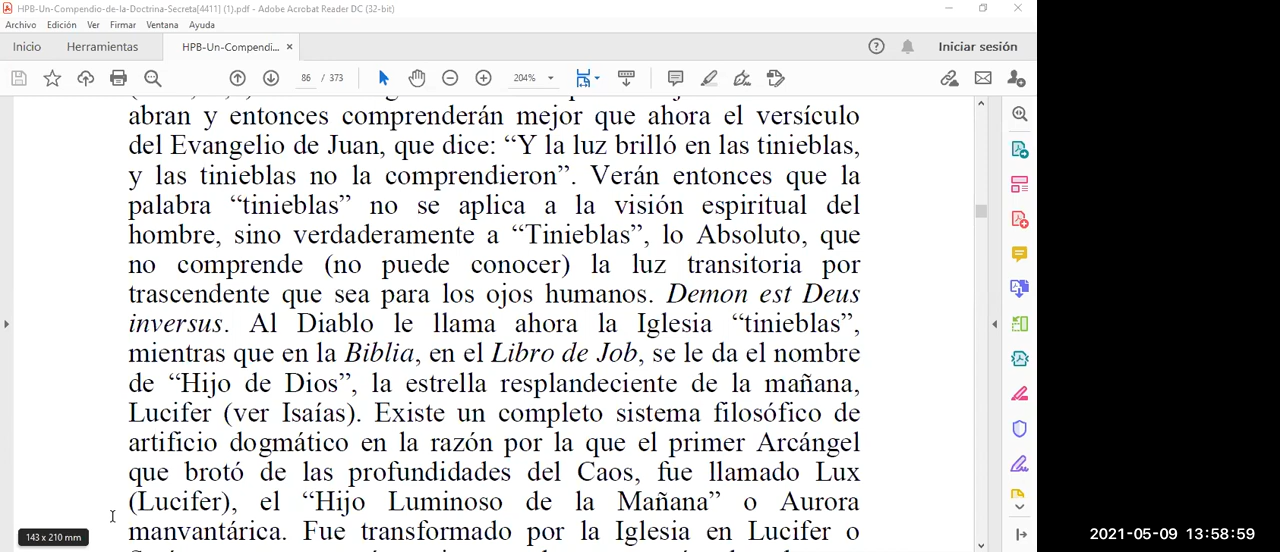 HPB-Un-Compendio-de-la-Doctrina-Secreta[4411] (1).pdf - Adobe Acrobat Reader DC (32-bit)
Archivo Edición Ver Firmar Ventana Ayuda
Inicio Herramientas HPB-Un-Compendi... × Iniciar sesión
86 / 373 204%
abran y entonces comprenderán mejor que ahora el versículo
del Evangelio de Juan, que dice: “Y la luz brilló en las tinieblas,
y las tinieblas no la comprendieron”. Verán entonces que la
palabra “tinieblas” no se aplica a la visión espiritual del
hombre, sino verdaderamente a “Tinieblas”, lo Absoluto, que
no comprende (no puede conocer) la luz transitoria por
trascendente que sea para los ojos humanos. Demon est Deus
inversus. Al Diablo le llama ahora la Iglesia “tinieblas”,
mientras que en la Biblia, en el Libro de Job, se le da el nombre
de “Hijo de Dios”, la estrella resplandeciente de la mañana,
Lucifer (ver Isaías). Existe un completo sistema filosófico de
artificio dogmático en la razón por la que el primer Arcángel
que brotó de las profundidades del Caos, fue llamado Lux
(Lucifer), el “Hijo Luminoso de la Mañana” o Aurora
manvantárica. Fue transformado por la Iglesia en Lucifer o
143 x 210 mm
2021-05-09 13:58:59